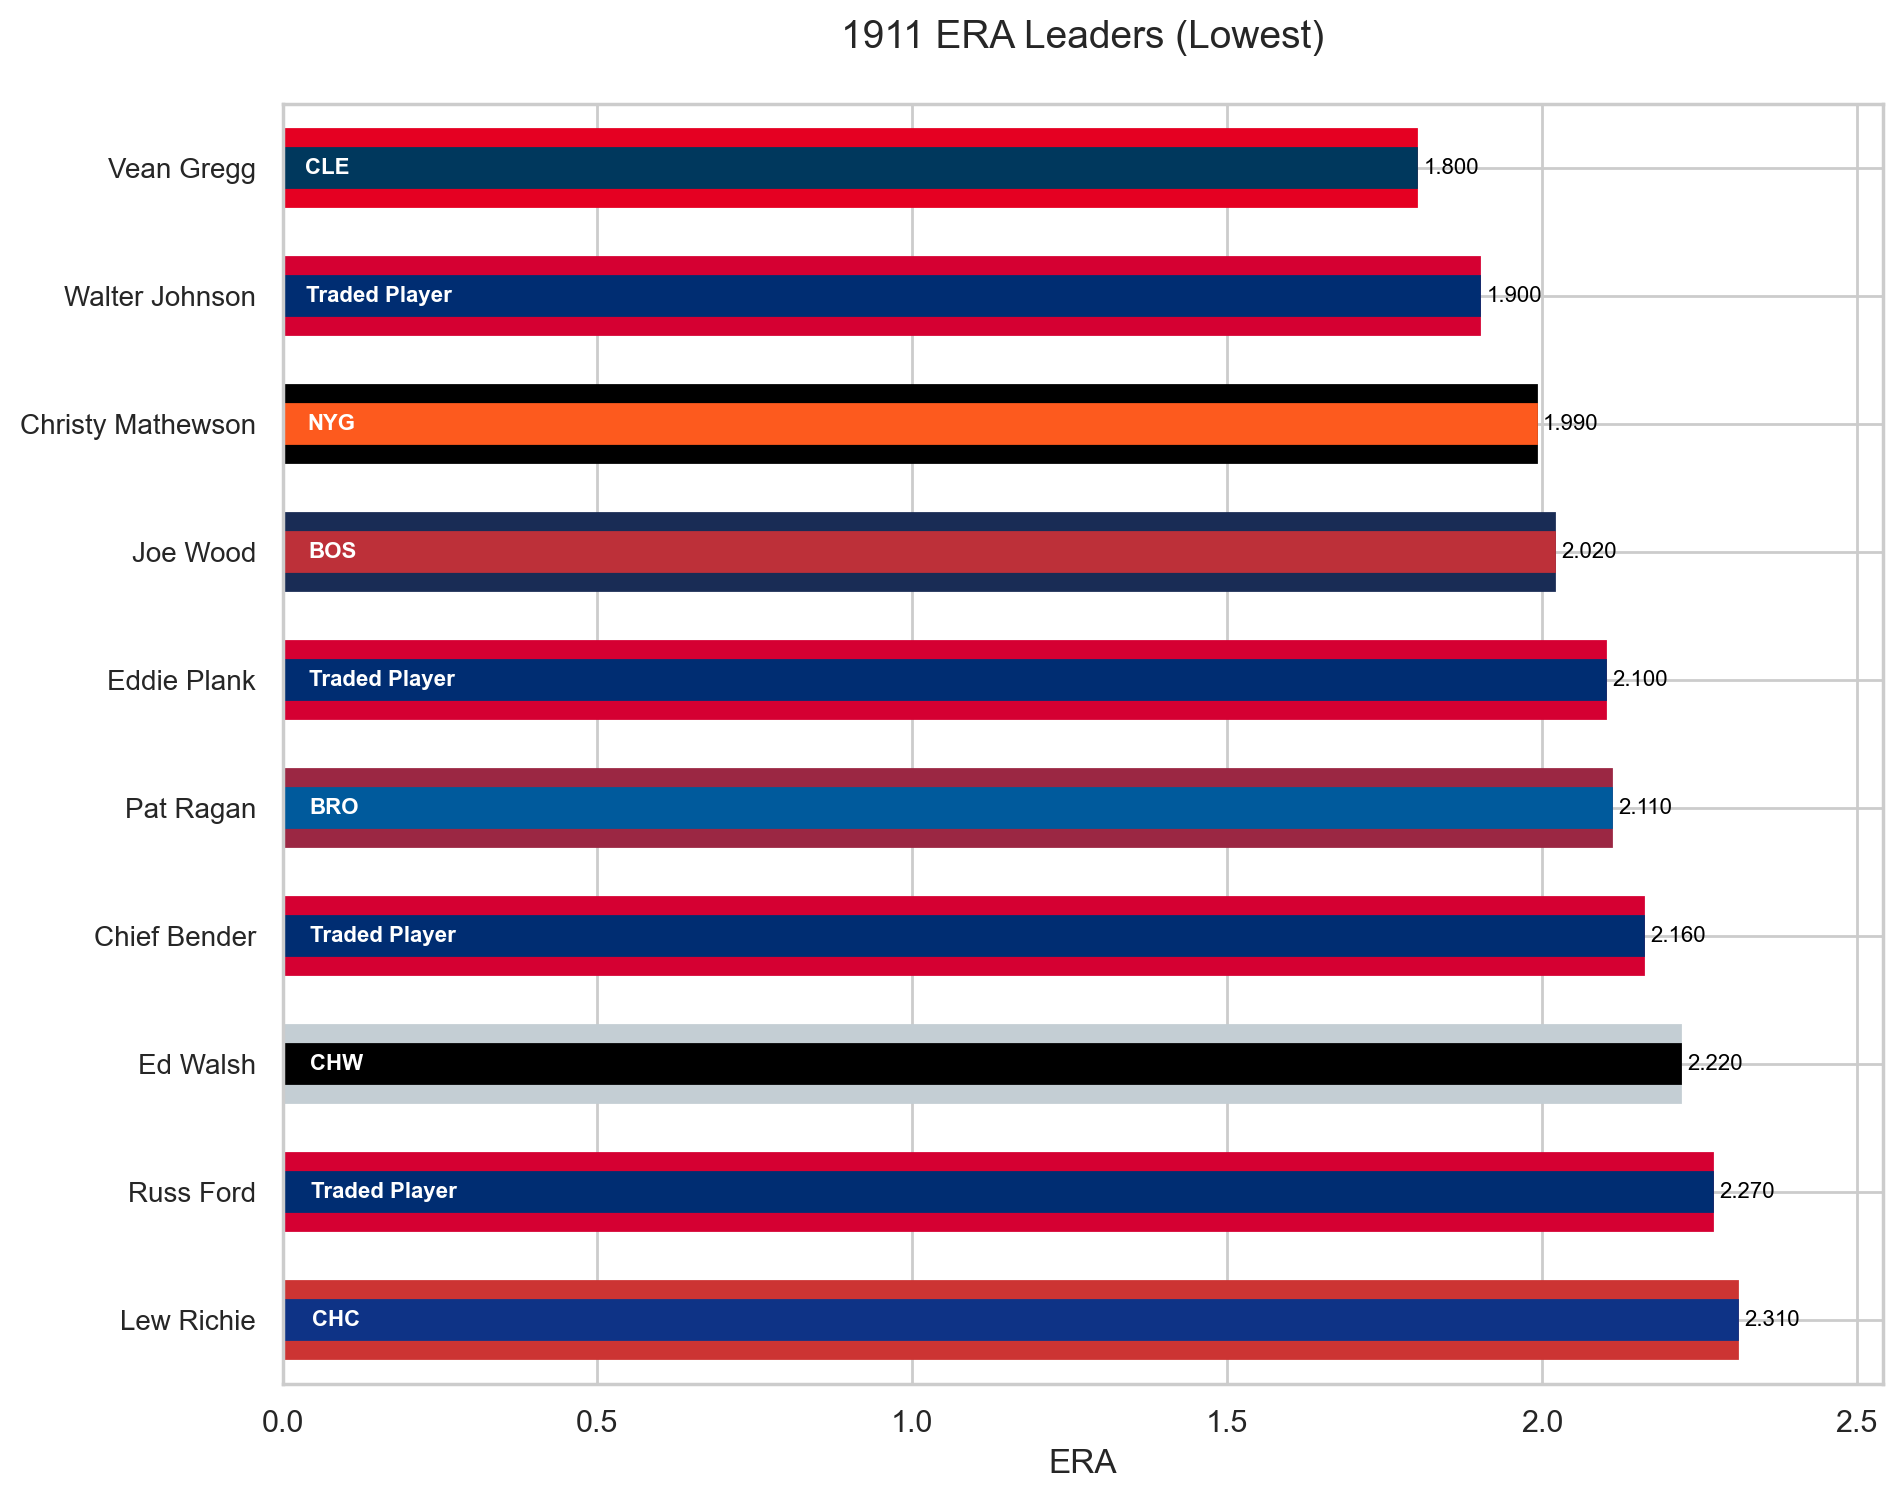 1911 ERA Leaders (Lowest)
Vean Gregg CLE 1.800
Walter Johnson Traded Player 1.900
Christy Mathewson NYG 1.990
Joe Wood BOS 2.020
Eddie Plank Traded Player 2.100
Pat Ragan BRO 2.110
Chief Bender Traded Player 2.160
Ed Walsh CHW 2.220
Russ Ford Traded Player 2.270
Lew Richie CHC 2.310
0.0 0.5 1.0 1.5 2.0 2.5
ERA